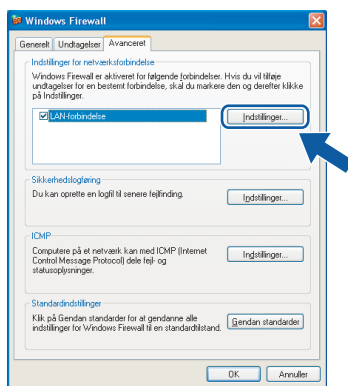 Windows Firewall
Generelt Undtagelser Avanceret
Indstillinger for netværksforbindelse
Windows Firewall er aktiveret for følgende forbindelser. Hvis du vil tilføje
undtagelser for en bestemt forbindelse, skal du markere den og derefter klikke
på Indstillinger.
LAN-forbindelse
Indstillinger...
Sikkerhedslogføring
Du kan oprette en logfil til senere fejlfinding.
Indstillinger...
ICMP
Computere på et netværk kan med ICMP (Internet
Control Message Protocol) dele fejl- og
statusoplysninger.
Indstillinger...
Standardindstillinger
Klik på Gendan standarder for at gendanne alle
indstillinger for Windows Firewall til en standardtilstand.
Gendan standarder
OK Annuller